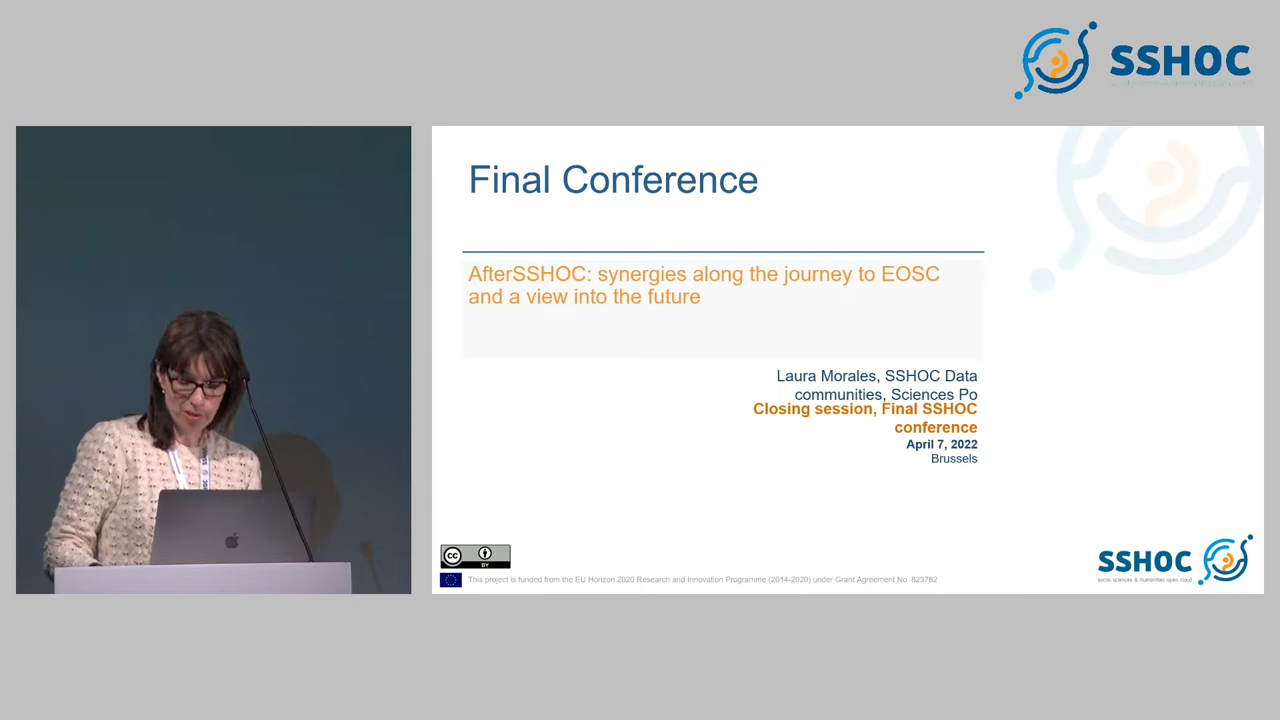 SSHOC
Final Conference
AfterSSHOC: synergies along the journey to EOSC
and a view into the future
Laura Morales, SSHOC Data
communities, Sciences Po
Closing session, Final SSHOC
conference
April 7, 2022
Brussels
cc
BY
This project is funded from the EU Horizon 2020 Research and Innovation Programme (2014-2020) under Grant Agreement No. 823782
SSHOC
social sciences & humanities open cloud